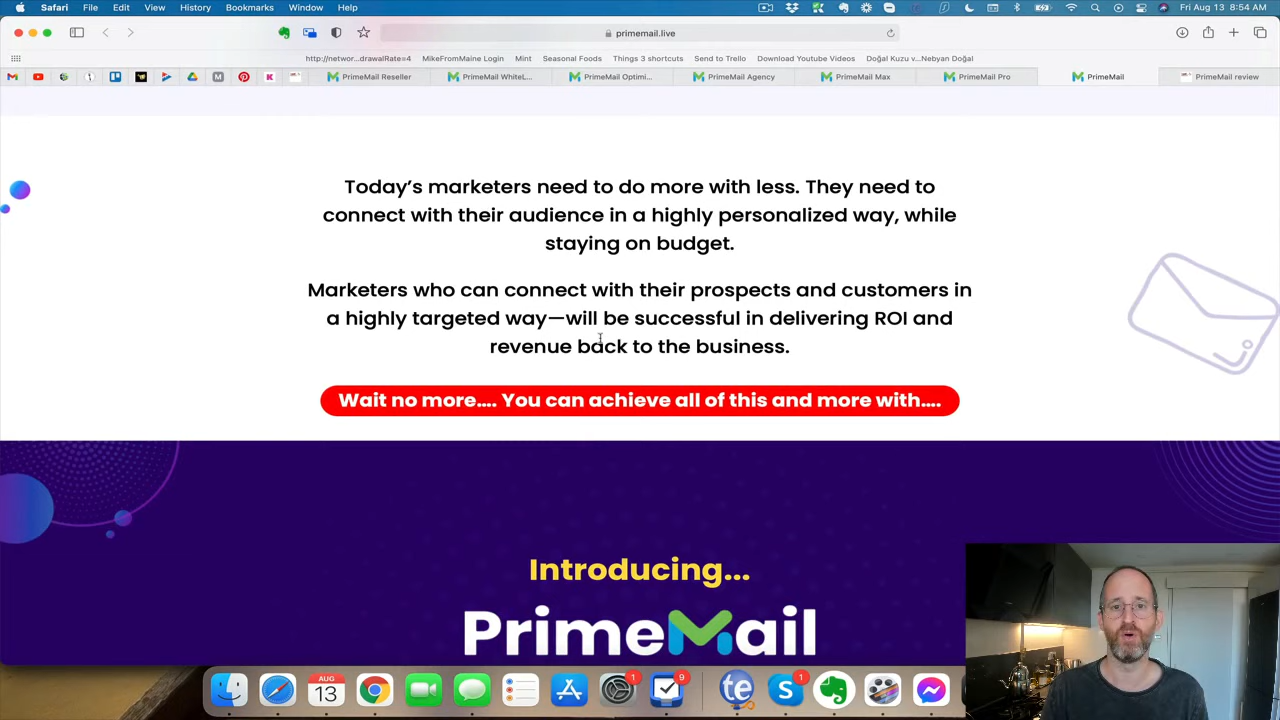 Safari File Edit View History Bookmarks Window Help
Fri Aug 13 8:54 AM
primemail.live
http://networ...drawalRate=4 MikeFromMaine Login Mint Seasonal Foods Things 3 shortcuts Send to Trello Download Youtube Videos Doğal Kuzu v...Nebyan Doğal
M K PrimeMail Reseller PrimeMail WhiteL... PrimeMail Optimi... PrimeMail Agency PrimeMail Max PrimeMail Pro PrimeMail PrimeMail review
Today's marketers need to do more with less. They need to
connect with their audience in a highly personalized way, while
staying on budget.
Marketers who can connect with their prospects and customers in
a highly targeted way—will be successful in delivering ROI and
revenue back to the business.
Wait no more.... You can achieve all of this and more with....
Introducing...
PrimeMail
AUG
13
1
9
te
1